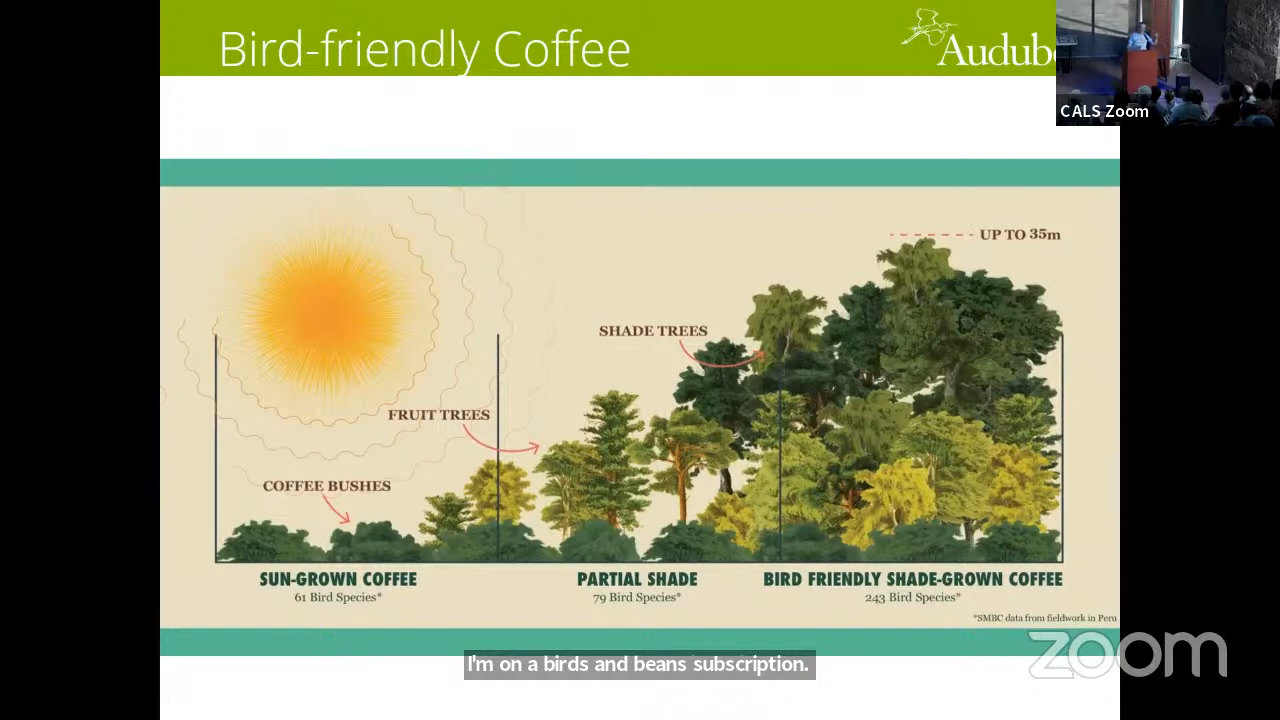 Bird-friendly Coffee
CALS Zoom
UP TO 35m
SHADE TREES
FRUIT TREES
COFFEE BUSHES
SUN-GROWN COFFEE
61 Bird Species*
PARTIAL SHADE
79 Bird Species*
BIRD FRIENDLY SHADE-GROWN COFFEE
243 Bird Species*
*SMBC data from fieldwork in Peru
zoom
I'm on a birds and beans subscription.